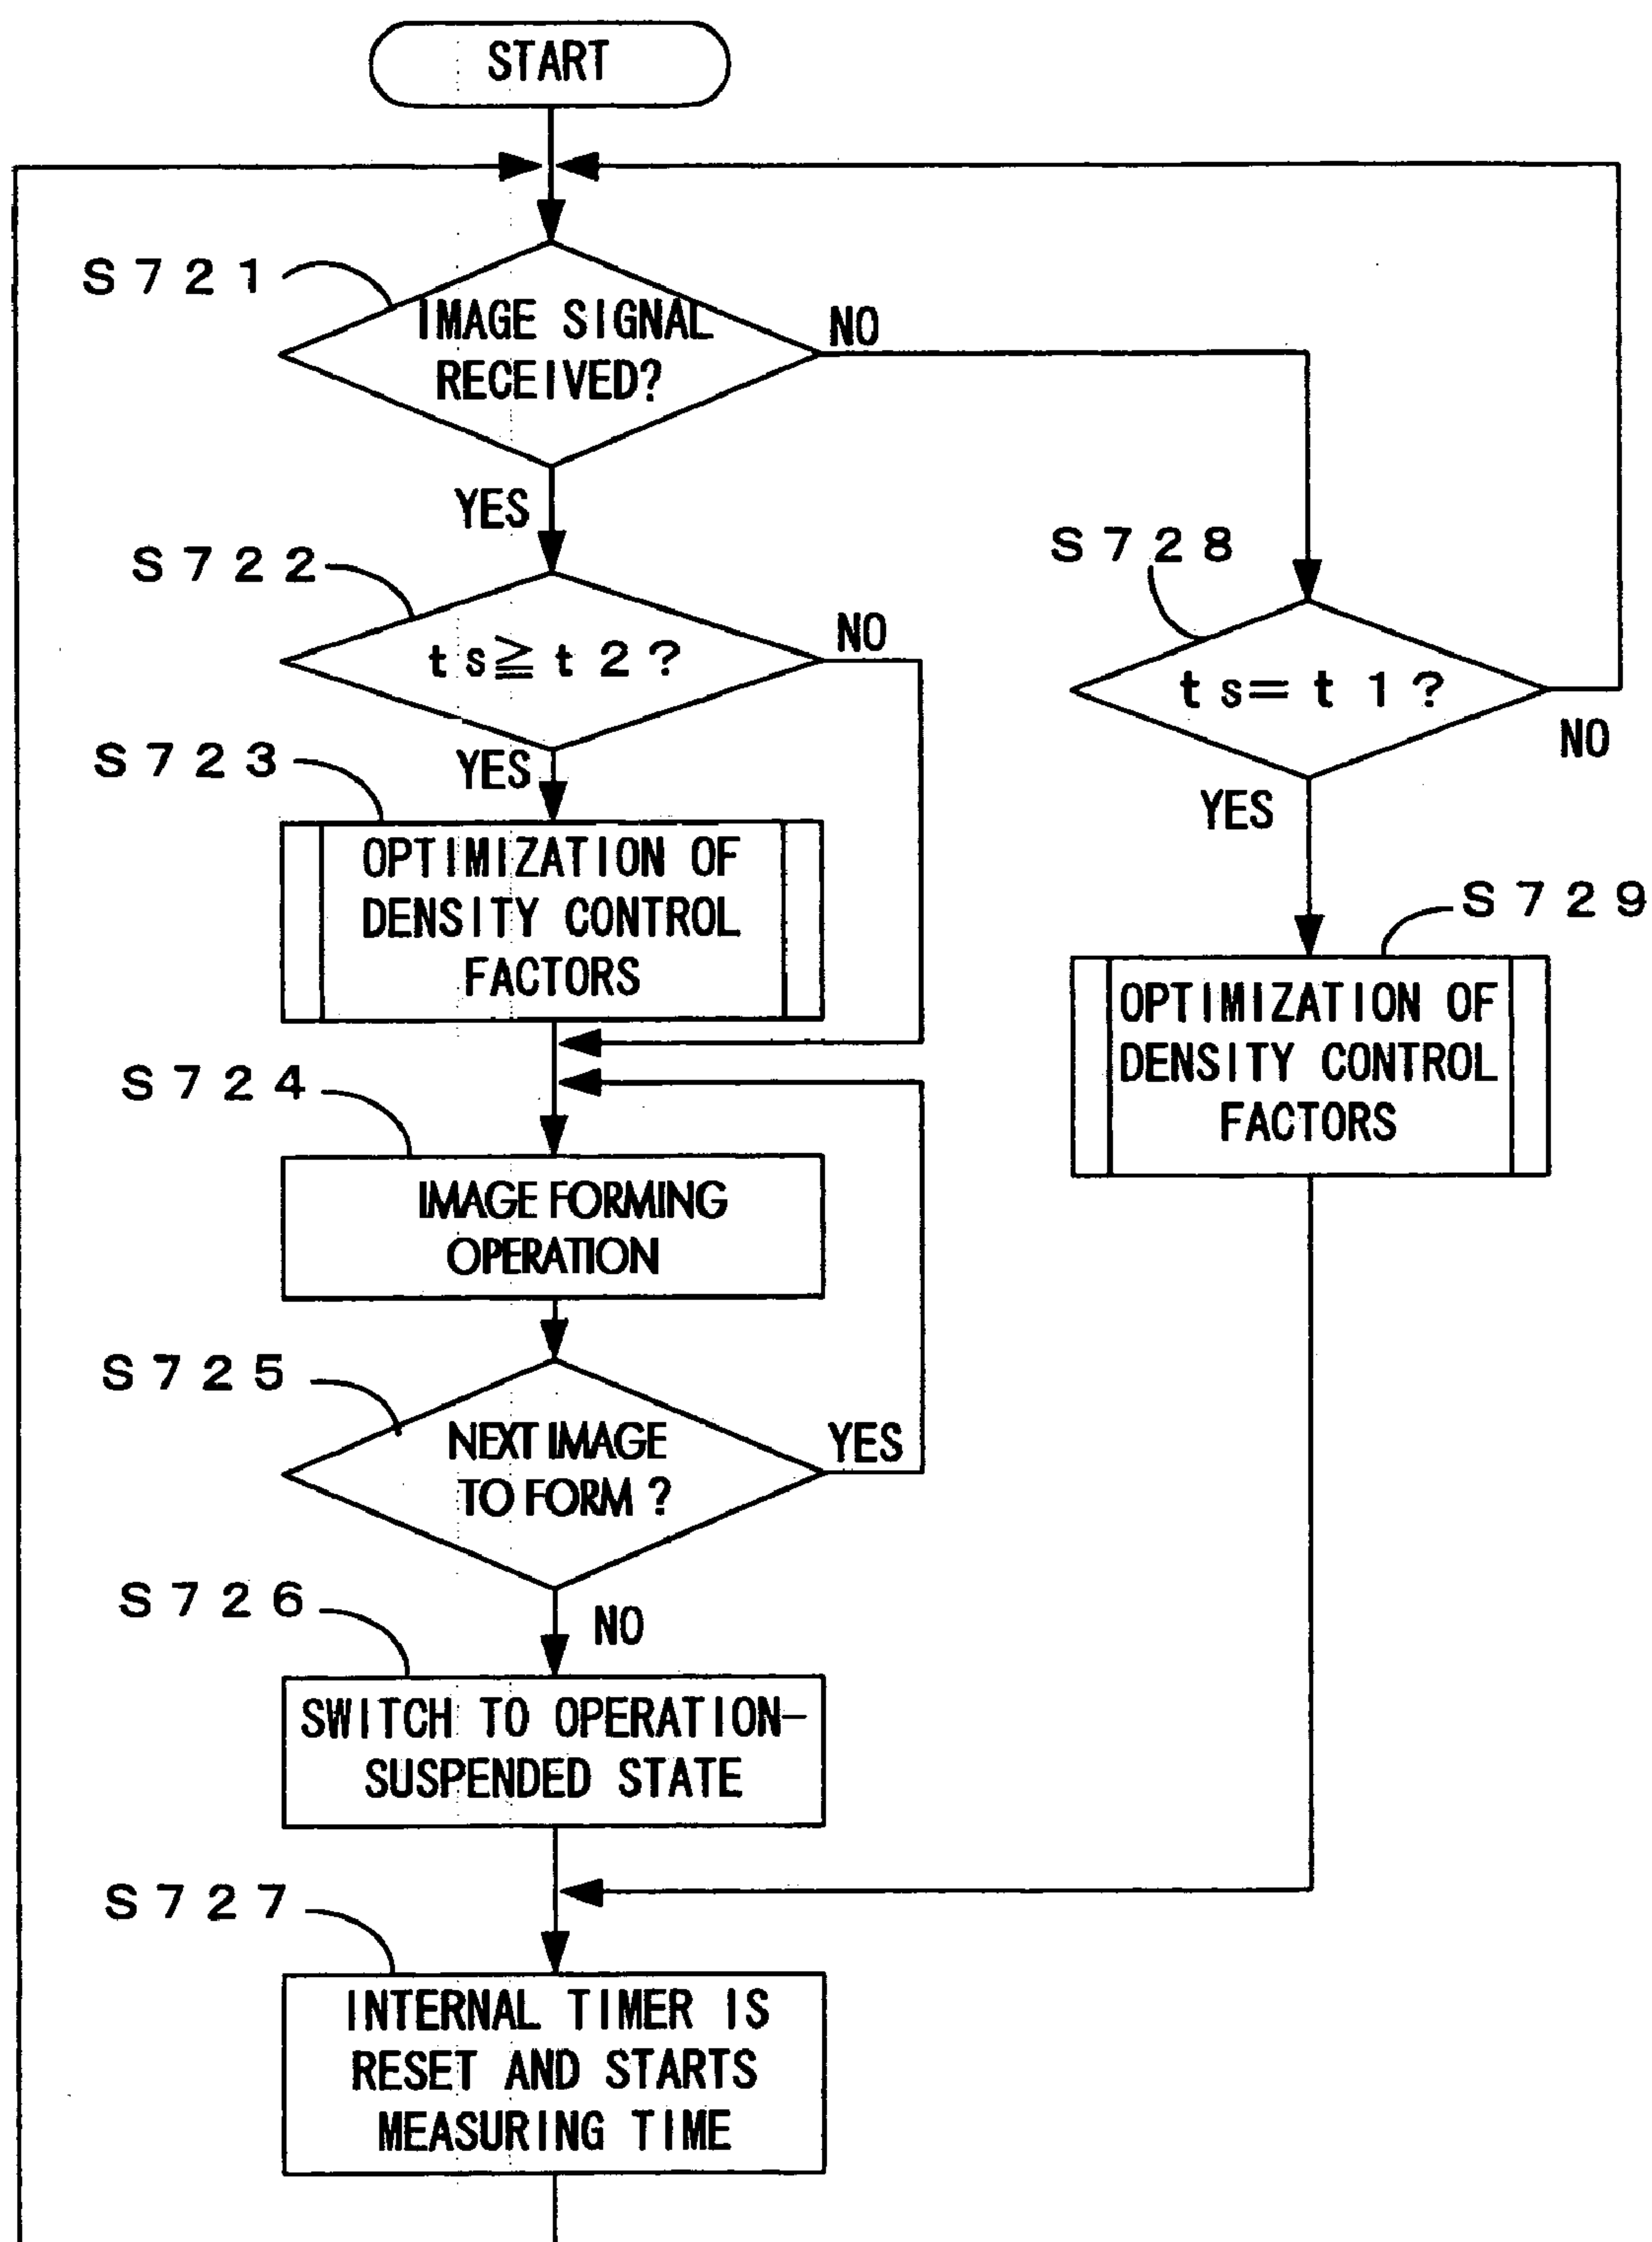 START
S721
IMAGE SIGNAL
RECEIVED?
NO
YES
S722
ts≧t2?
NO
S728
ts=t1?
NO
YES
S723
YES
OPTIMIZATION OF
DENSITY CONTROL
FACTORS
S729
OPTIMIZATION OF
DENSITY CONTROL
FACTORS
S724
IMAGE FORMING
OPERATION
S725
NEXT IMAGE
TO FORM ?
YES
S726
NO
SWITCH TO OPERATION-
SUSPENDED STATE
S727
INTERNAL TIMER IS
RESET AND STARTS
MEASURING TIME